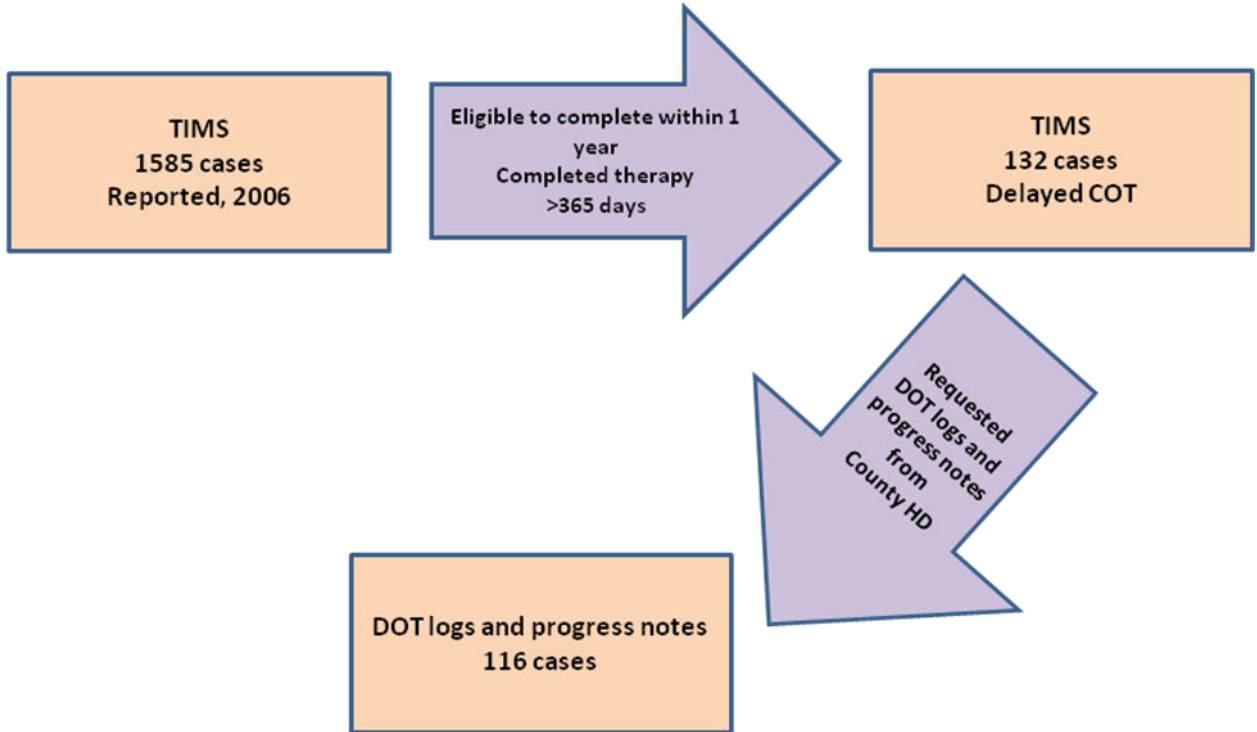 TIMS
1585 cases
Reported, 2006
Eligible to complete within 1
year
Completed therapy
>365 days
TIMS
132 cases
Delayed COT
Requested
DOT logs and
progress notes
from
County HD
DOT logs and progress notes
116 cases